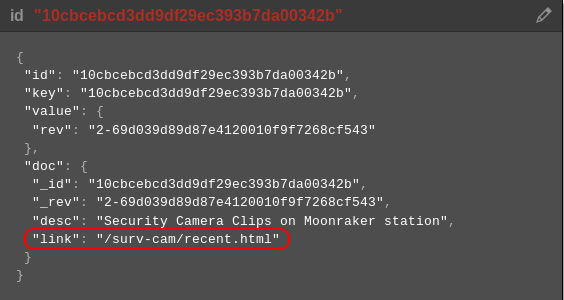 id "10cbcebcd3dd9df29ec393b7da00342b"
{
"id": "10cbcebcd3dd9df29ec393b7da00342b",
"key": "10cbcebcd3dd9df29ec393b7da00342b",
"value": {
"rev": "2-69d039d89d87e4120010f9f7268cf543"
},
"doc": {
"_id": "10cbcebcd3dd9df29ec393b7da00342b",
"_rev": "2-69d039d89d87e4120010f9f7268cf543",
"desc": "Security Camera Clips on Moonraker station",
"link": "/surv-cam/recent.html"
}
}